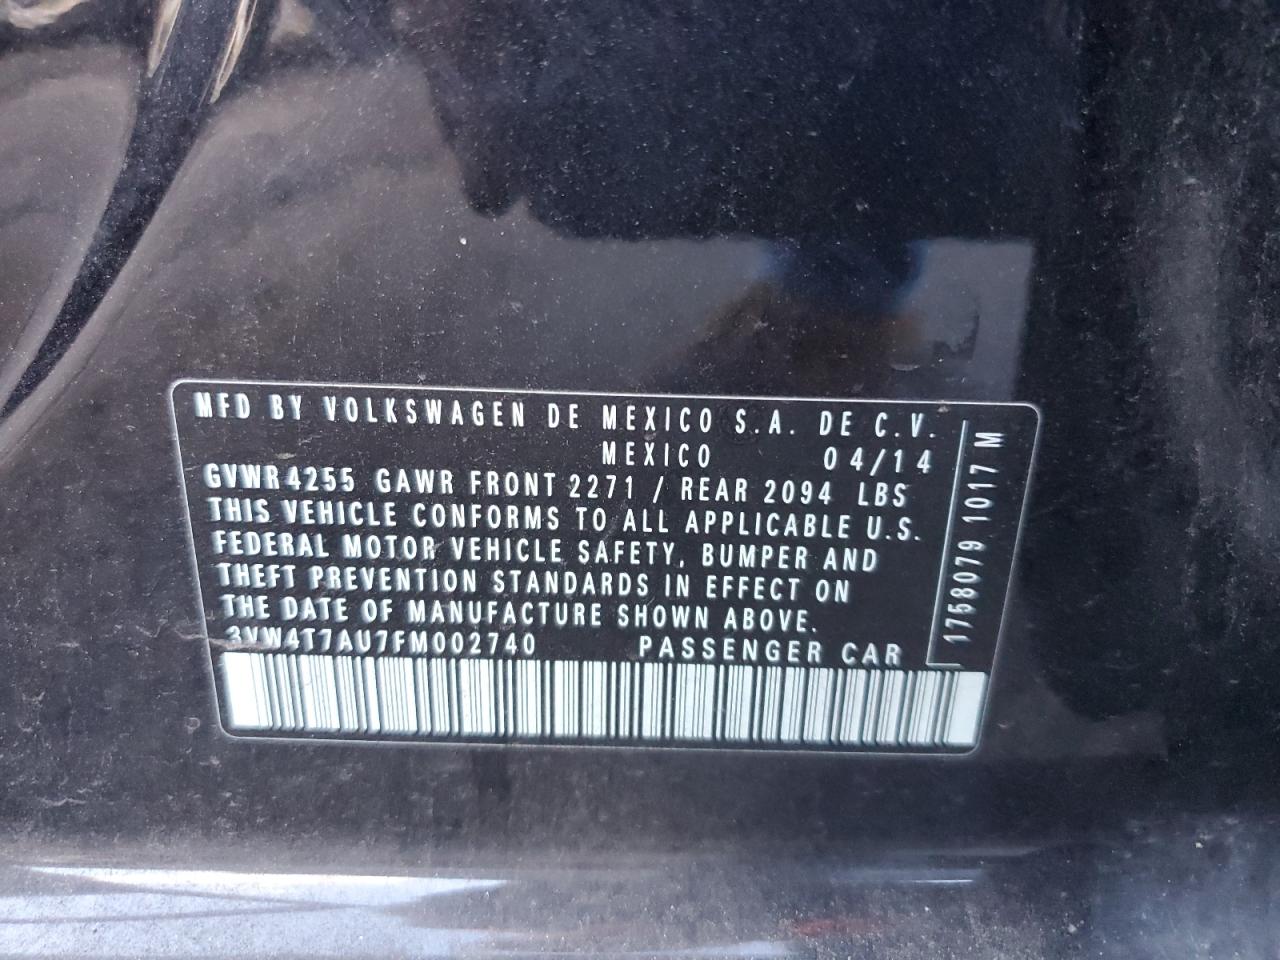 MFD BY VOLKSWAGEN DE MEXICO S.A. DE C.V.
MEXICO 04/14
GVWR 4255 GAWR FRONT 2271 / REAR 2094 LBS
THIS VEHICLE CONFORMS TO ALL APPLICABLE U.S.
FEDERAL MOTOR VEHICLE SAFETY, BUMPER AND
THEFT PREVENTION STANDARDS IN EFFECT ON
THE DATE OF MANUFACTURE SHOWN ABOVE.
3VW4T7AU7FM002740 PASSENGER CAR
1758079 1017 M